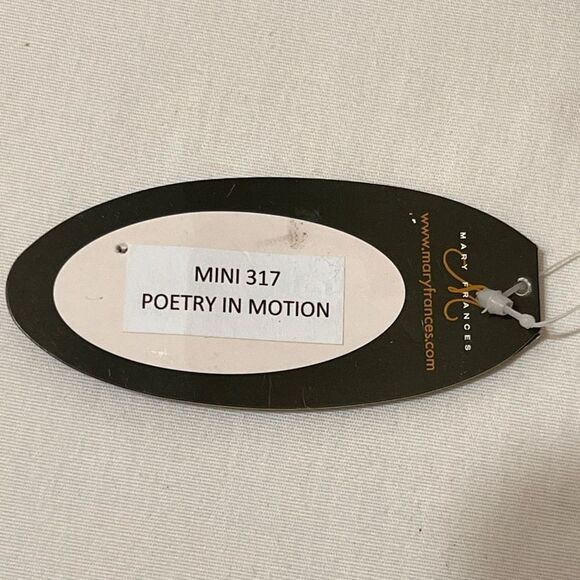 MINI 317
POETRY IN MOTION
M
MARY FRANCES
www.maryfrances.com